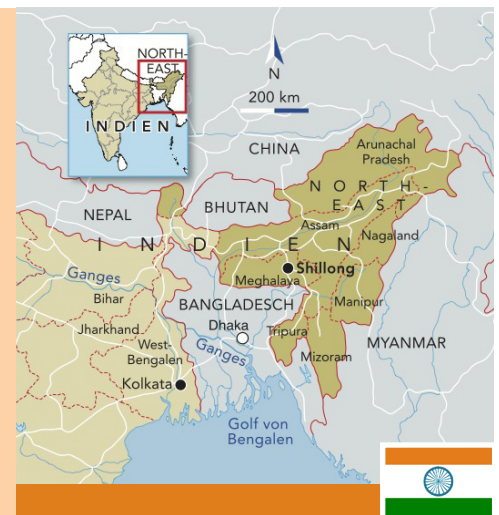 NORTH-
EAST
INDIEN
N
200 km
CHINA
Arunachal
Pradesh
NORTH-
EAST
NEPAL
BHUTAN
Assam
Nagaland
INDIEN
Shillong
Ganges
Meghalaya
Bihar
BANGLADESCH
Manipur
Dhaka
Jharkhand
Tripura
MYANMAR
West-
Bengalen
Ganges
Mizoram
Kolkata
Golf von
Bengalen